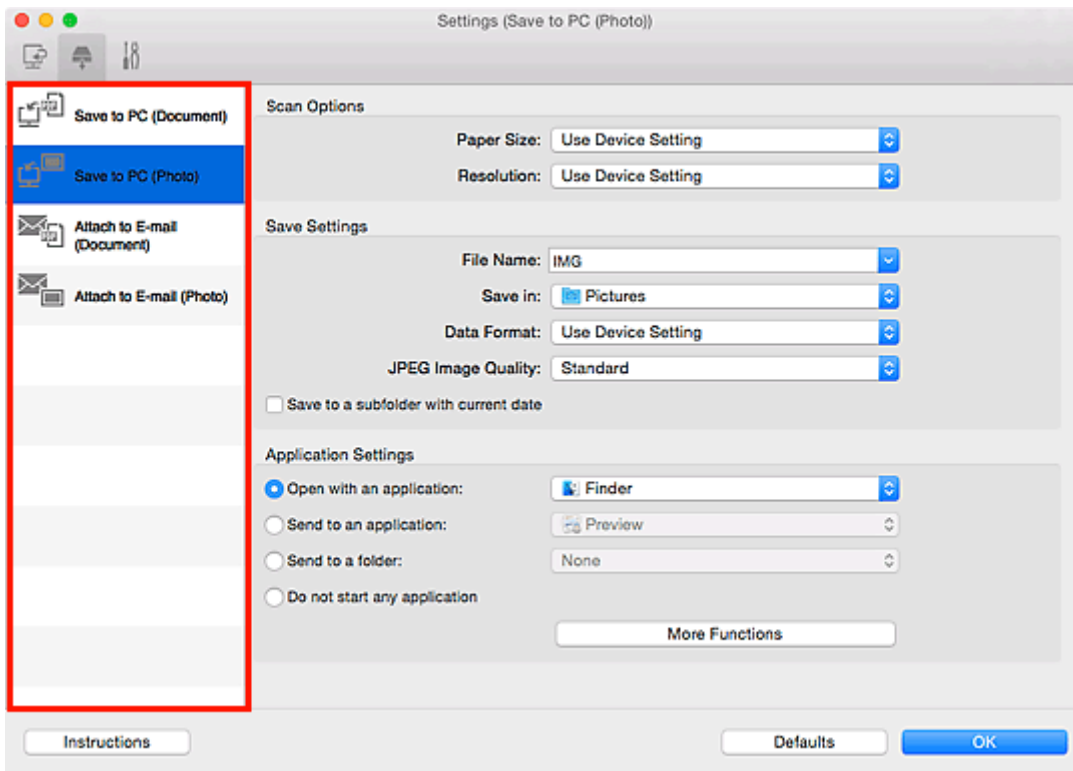 Settings (Save to PC (Photo))
Save to PC (Document)
Save to PC (Photo)
Attach to E-mail
(Document)
Attach to E-mail (Photo)
Scan Options
Paper Size: Use Device Setting
Resolution: Use Device Setting
Save Settings
File Name: IMG
Save in: Pictures
Data Format: Use Device Setting
JPEG Image Quality: Standard
Save to a subfolder with current date
Application Settings
Open with an application: Finder
Send to an application: Preview
Send to a folder: None
Do not start any application
More Functions
Instructions
Defaults
OK